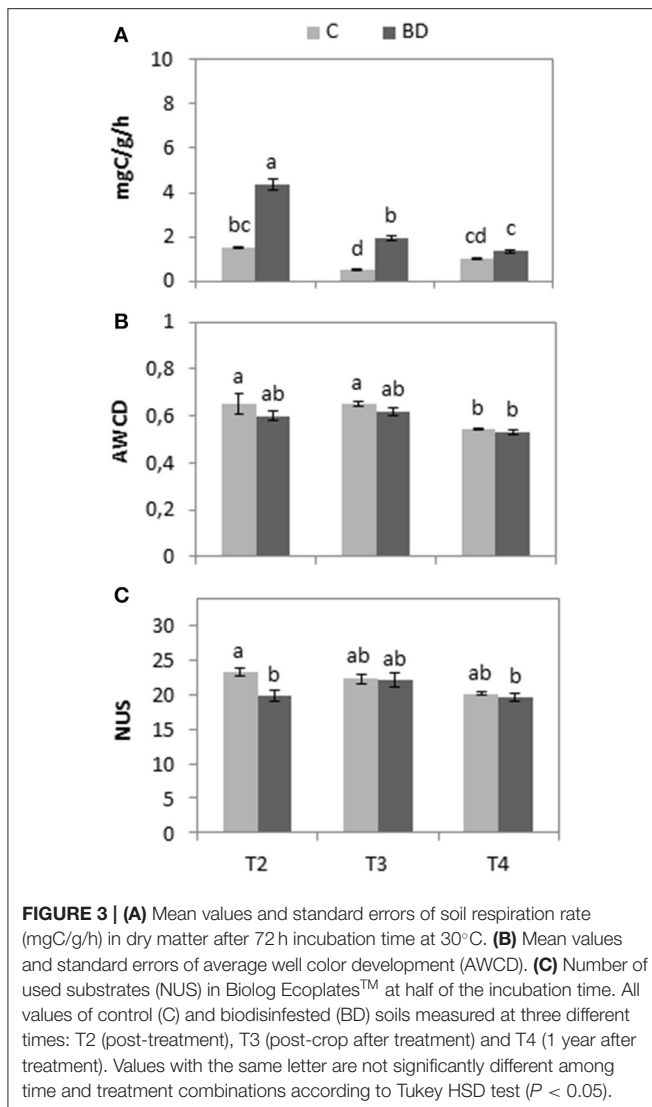 C BD
A
mgC/g/h
10
8
6
4
2
0
bc a d b cd c
B
AWCD
1
0,8
0,6
0,4
0,2
0
a ab a ab b b
C
NUS
30
25
20
15
10
5
0
a b ab ab ab b
T2 T3 T4
FIGURE 3 | (A) Mean values and standard errors of soil respiration rate
(mgC/g/h) in dry matter after 72 h incubation time at 30°C. (B) Mean values
and standard errors of average well color development (AWCD). (C) Number of
used substrates (NUS) in Biolog Ecoplates™ at half of the incubation time. All
values of control (C) and biodisinfested (BD) soils measured at three different
times: T2 (post-treatment), T3 (post-crop after treatment) and T4 (1 year after
treatment). Values with the same letter are not significantly different among
time and treatment combinations according to Tukey HSD test (P < 0.05).